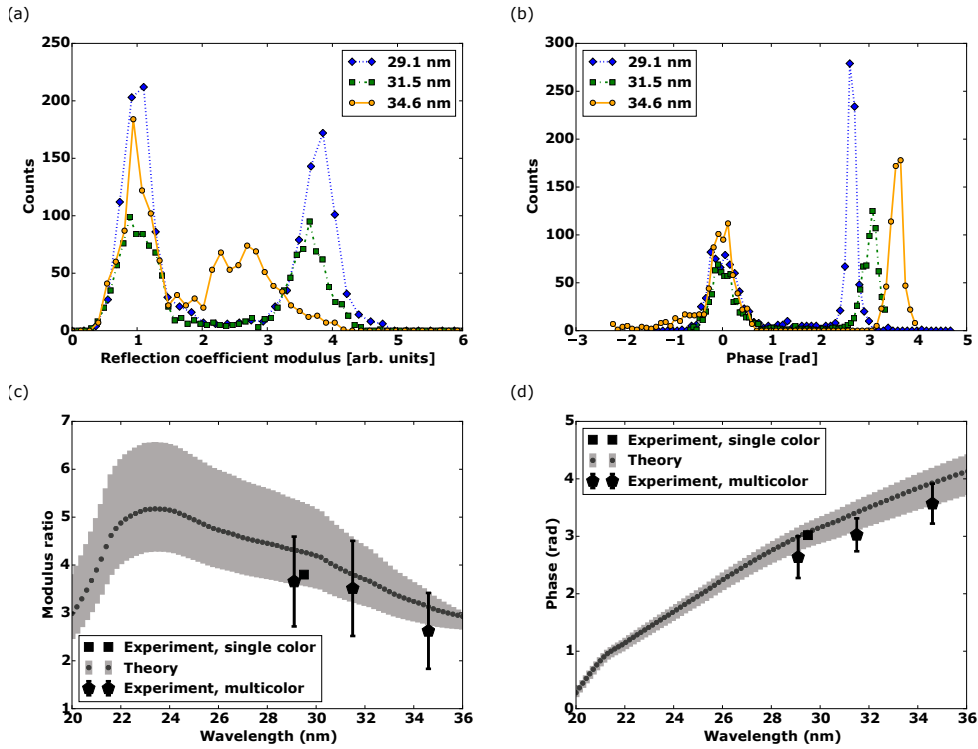 (a)
250
200
150
100
50
0
Counts
0 1 2 3 4 5 6
Reflection coefficient modulus [arb. units]
29.1 nm
31.5 nm
34.6 nm
(b)
300
250
200
150
100
50
0
Counts
−3 −2 −1 0 1 2 3 4 5
Phase [rad]
29.1 nm
31.5 nm
34.6 nm
(c)
7
6
5
4
3
2
1
Modulus ratio
Experiment, single color
Theory
Experiment, multicolor
20 22 24 26 28 30 32 34 36
Wavelength (nm)
(d)
5
4
3
2
1
0
Phase (rad)
Experiment, single color
Theory
Experiment, multicolor
20 22 24 26 28 30 32 34 36
Wavelength (nm)